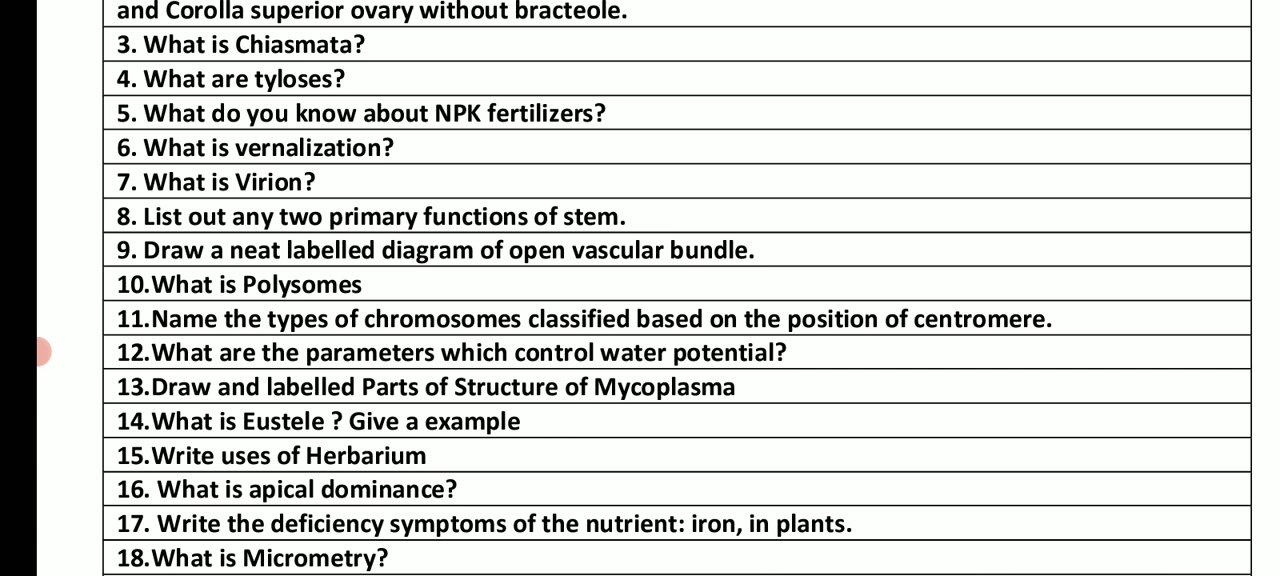 and Corolla superior ovary without bracteole.
3. What is Chiasmata?
4. What are tyloses?
5. What do you know about NPK fertilizers?
6. What is vernalization?
7. What is Virion?
8. List out any two primary functions of stem.
9. Draw a neat labelled diagram of open vascular bundle.
10.What is Polysomes
11.Name the types of chromosomes classified based on the position of centromere.
12.What are the parameters which control water potential?
13.Draw and labelled Parts of Structure of Mycoplasma
14.What is Eustele ? Give a example
15.Write uses of Herbarium
16. What is apical dominance?
17. Write the deficiency symptoms of the nutrient: iron, in plants.
18.What is Micrometry?